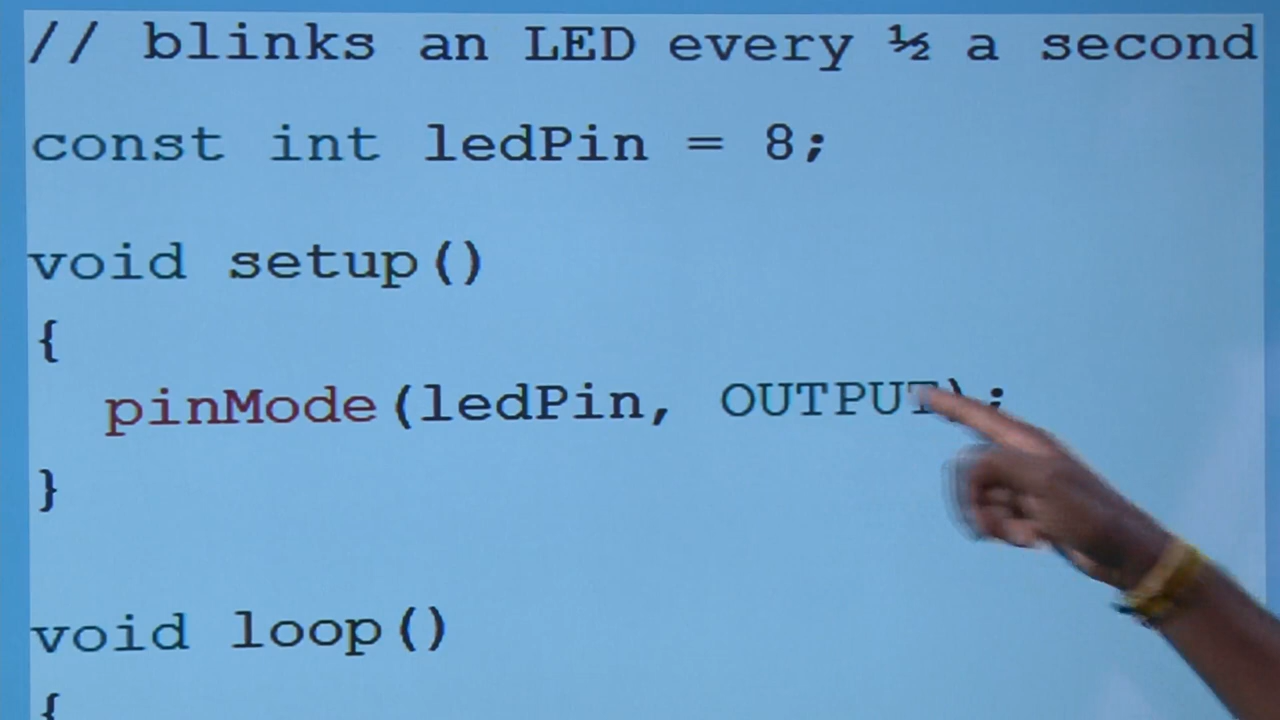 // blinks an LED every ½ a second
const int ledPin = 8;
void setup()
{
pinMode(ledPin, OUTPUT);
}
void loop()
{